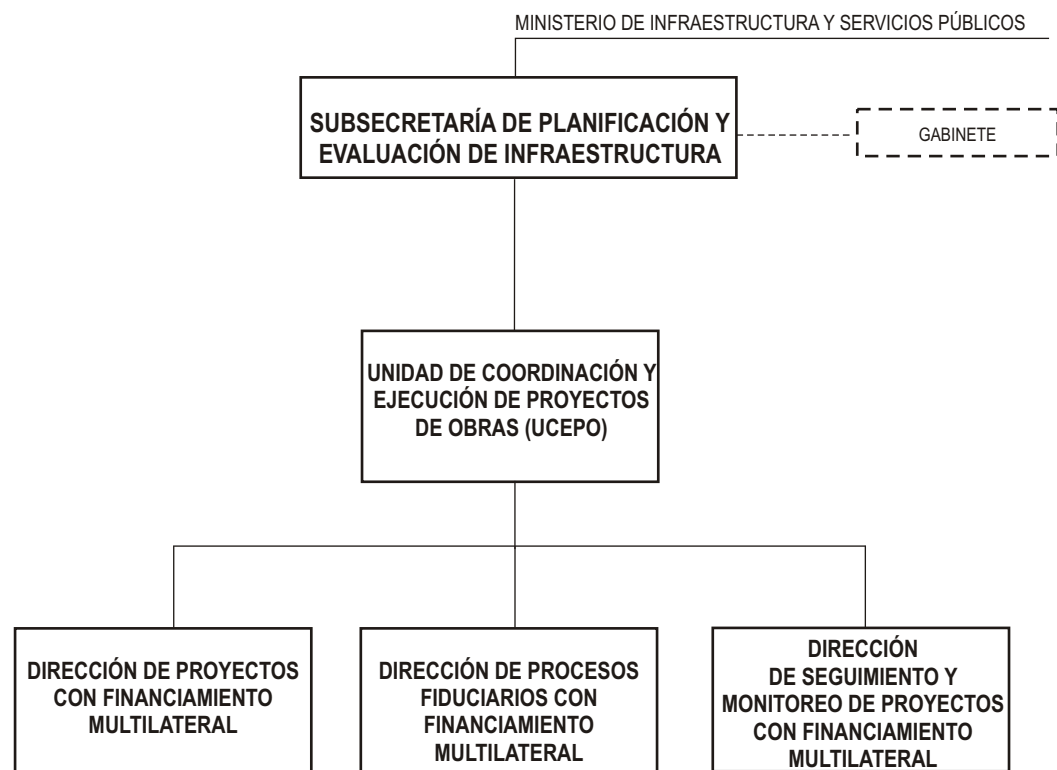 MINISTERIO DE INFRAESTRUCTURA Y SERVICIOS PÚBLICOS
SUBSECRETARÍA DE PLANIFICACIÓN Y
EVALUACIÓN DE INFRAESTRUCTURA
GABINETE
UNIDAD DE COORDINACIÓN Y
EJECUCIÓN DE PROYECTOS
DE OBRAS (UCEPO)
DIRECCIÓN DE PROYECTOS
CON FINANCIAMIENTO
MULTILATERAL
DIRECCIÓN DE PROCESOS
FIDUCIARIOS CON
FINANCIAMIENTO
MULTILATERAL
DIRECCIÓN
DE SEGUIMIENTO Y
MONITOREO DE PROYECTOS
CON FINANCIAMIENTO
MULTILATERAL